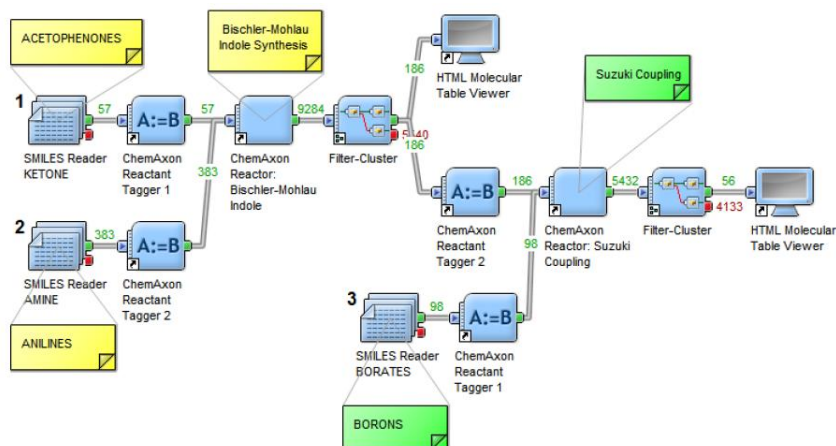 ACETOPHENONES
Bischler-Mohlau
Indole Synthesis
186
HTML Molecular
Table Viewer
Suzuki Coupling
1
57
A:=B
57
9284
186
SMILES Reader
KETONE
ChemAxon
Reactant
Tagger 1
383
ChemAxon
Reactor:
Bischler-Mohlau
Indole
Filter-Cluster
A:=B
186
5432
56
4133
ChemAxon
Reactant
Tagger 2
98
ChemAxon
Reactor: Suzuki
Coupling
Filter-Cluster
HTML Molecular
Table Viewer
2
383
A:=B
SMILES Reader
AMINE
ChemAxon
Reactant
Tagger 2
3
98
A:=B
ANILINES
SMILES Reader
BORATES
ChemAxon
Reactant
Tagger 1
BORONS